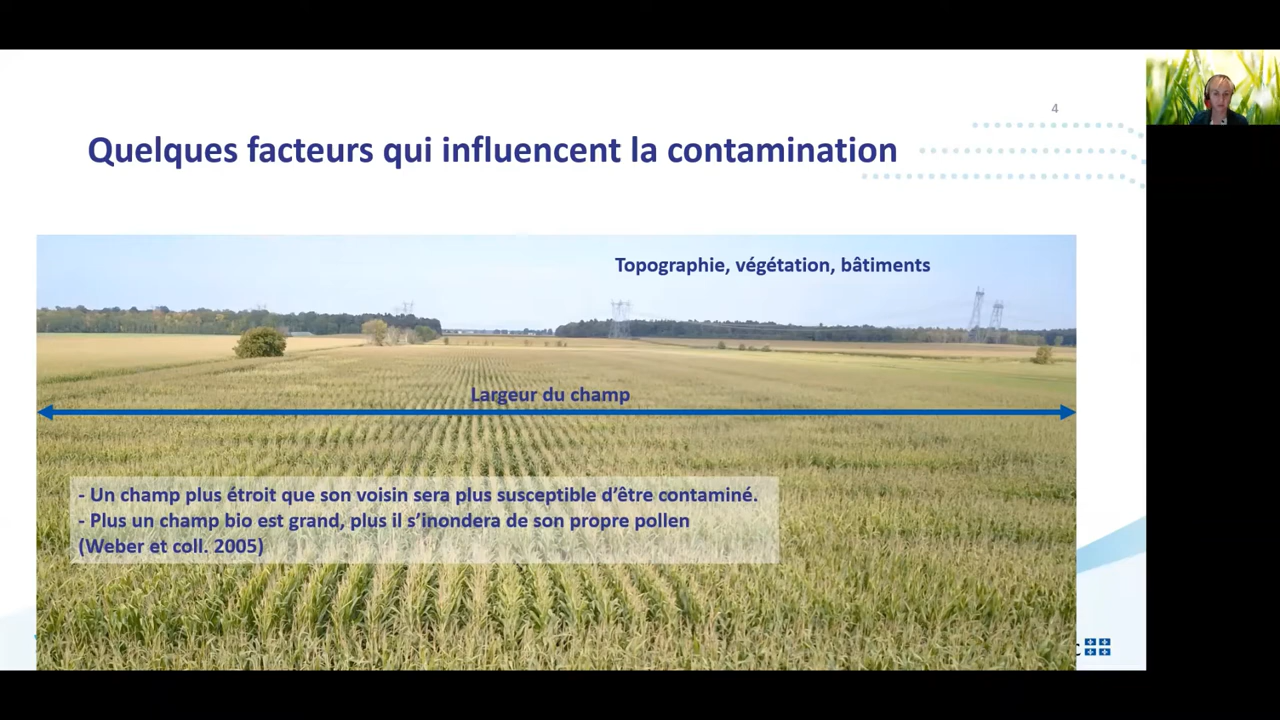 4
Quelques facteurs qui influencent la contamination
Topographie, végétation, bâtiments
Largeur du champ
- Un champ plus étroit que son voisin sera plus susceptible d'être contaminé.
- Plus un champ bio est grand, plus il s'inondera de son propre pollen
(Weber et coll. 2005)